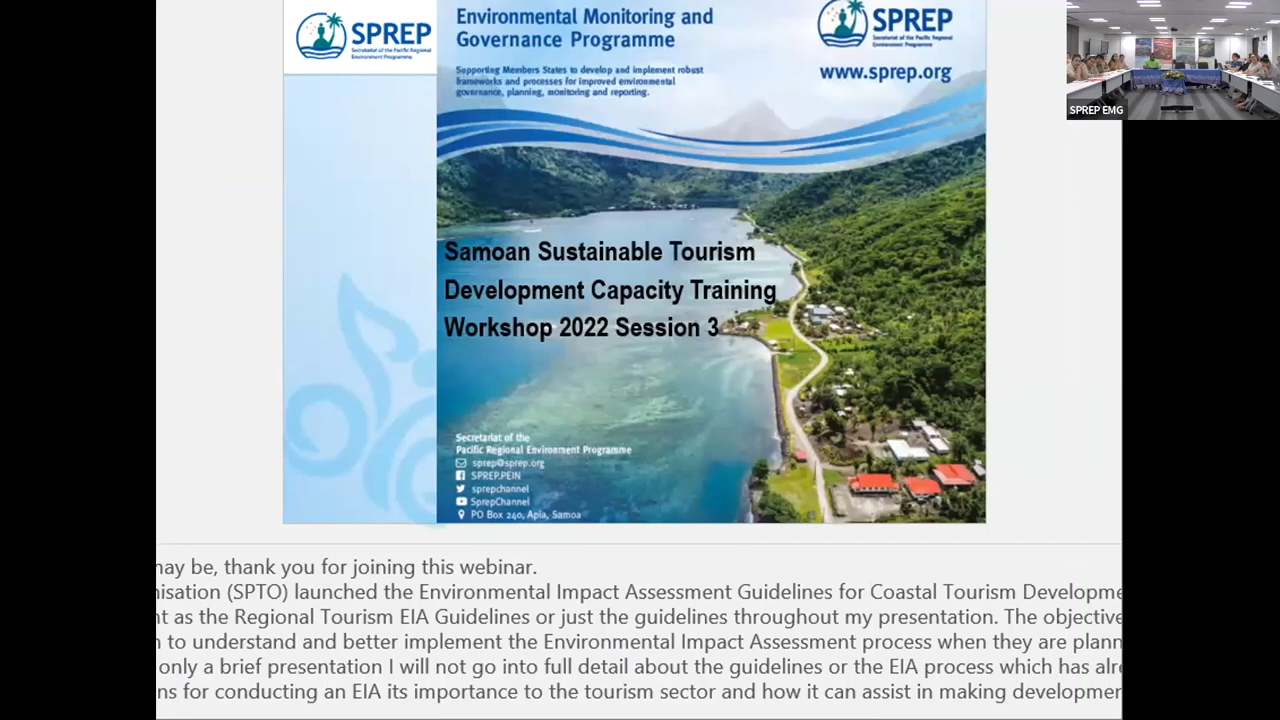 SPREP
Secretariat of the Pacific Regional
Environment Programme
Environmental Monitoring and
Governance Programme
Supporting Members States to develop and implement robust
frameworks and processes for improved environmental
governance, planning, monitoring and reporting.
SPREP
Secretariat of the Pacific Regional
Environment Programme
www.sprep.org
SPREP EMG
Samoan Sustainable Tourism
Development Capacity Training
Workshop 2022 Session 3
Secretariat of the
Pacific Regional Environment Programme
sprep@sprep.org
SPREP.PEIN
sprepchannel
SprepChannel
PO Box 240, Apia, Samoa
may be, thank you for joining this webinar.
nisation (SPTO) launched the Environmental Impact Assessment Guidelines for Coastal Tourism Developme
nt as the Regional Tourism EIA Guidelines or just the guidelines throughout my presentation. The objective
n to understand and better implement the Environmental Impact Assessment process when they are plann
only a brief presentation I will not go into full detail about the guidelines or the EIA process which has alre
ns for conducting an EIA its importance to the tourism sector and how it can assist in making developmer